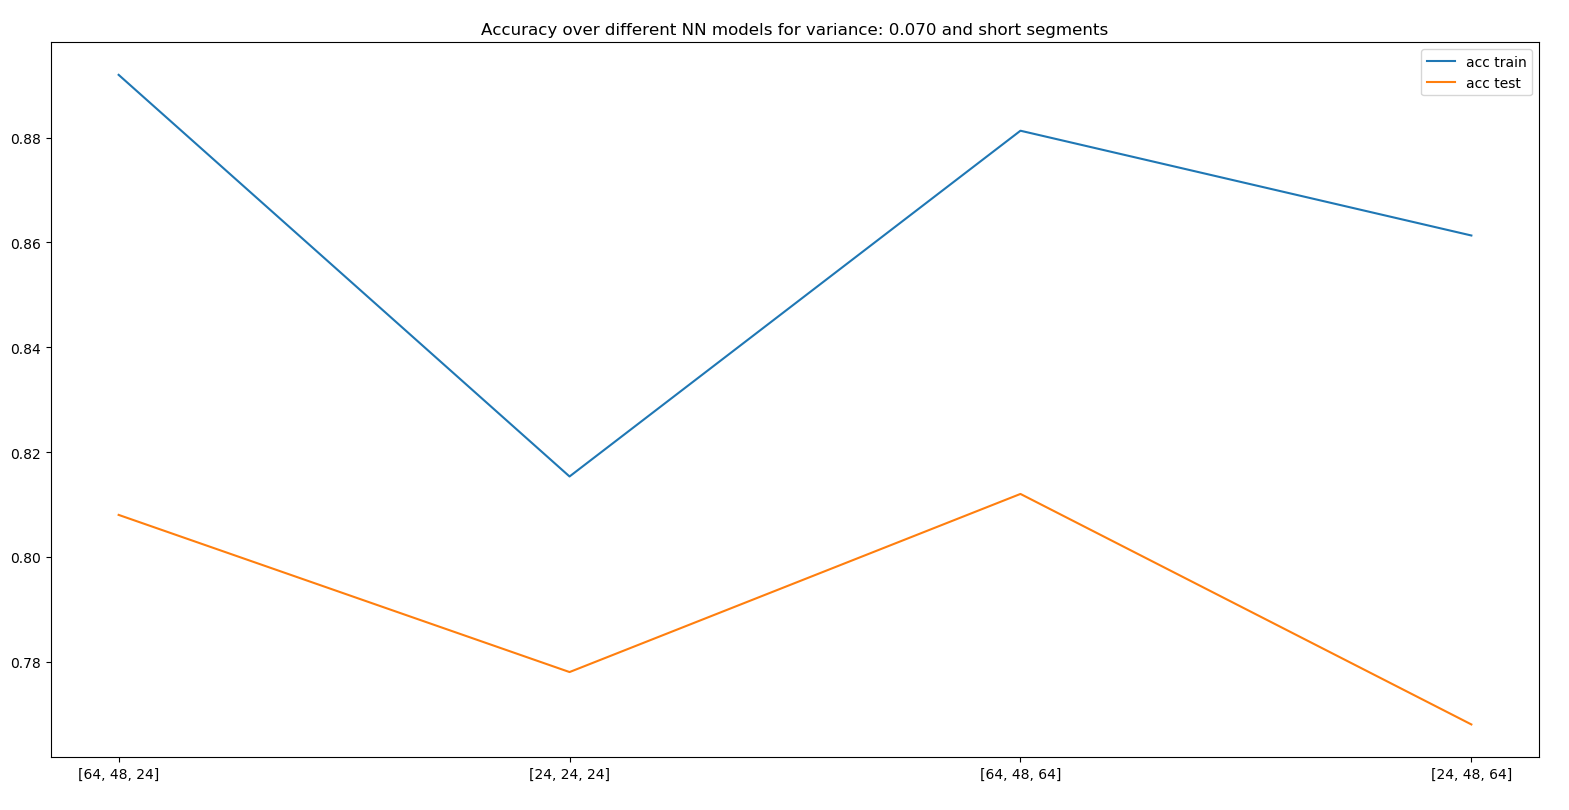 Accuracy over different NN models for variance: 0.070 and short segments
acc train
acc test
0.88
0.86
0.84
0.82
0.80
0.78
[64, 48, 24]
[24, 24, 24]
[64, 48, 64]
[24, 48, 64]